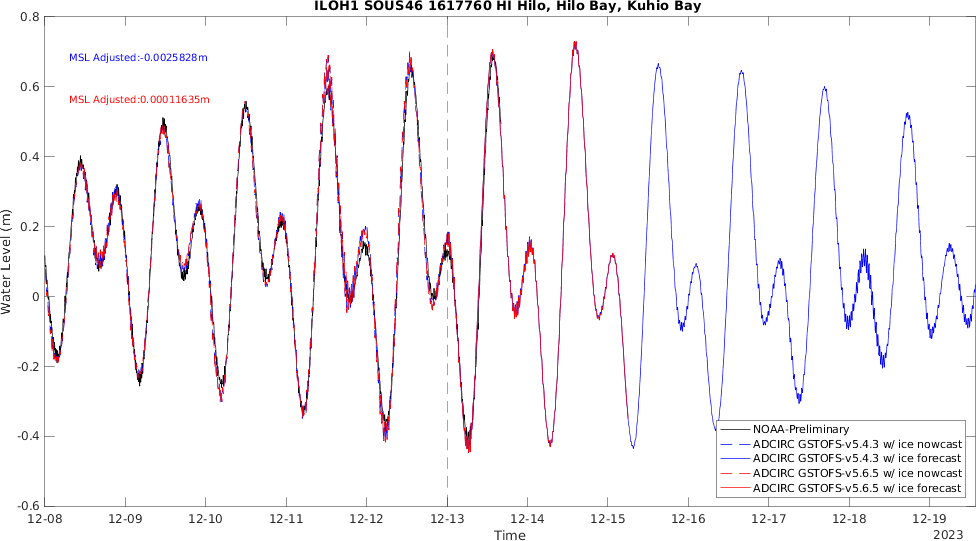 ILOH1 SOUS46 1617760 HI Hilo, Hilo Bay, Kuhio Bay
0.8
0.6
0.4
0.2
0
-0.2
-0.4
-0.6
Water Level (m)
MSL Adjusted:-0.0025828m
MSL Adjusted:0.00011635m
NOAA-Preliminary
ADCIRC GSTOFS-v5.4.3 w/ ice nowcast
ADCIRC GSTOFS-v5.4.3 w/ ice forecast
ADCIRC GSTOFS-v5.6.5 w/ ice nowcast
ADCIRC GSTOFS-v5.6.5 w/ ice forecast
12-08 12-09 12-10 12-11 12-12 12-13 12-14 12-15 12-16 12-17 12-18 12-19
Time
2023